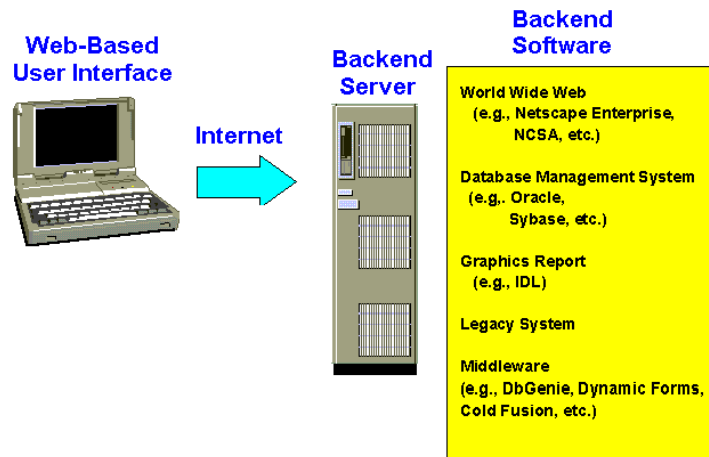 Web-Based
User Interface
Internet
Backend
Server
Backend
Software
World Wide Web
(e.g., Netscape Enterprise,
NCSA, etc.)
Database Management System
(e,g,. Oracle,
Sybase, etc.)
Graphics Report
(e.g., IDL)
Legacy System
Middleware
(e.g., DbGenie, Dynamic Forms,
Cold Fusion, etc.)